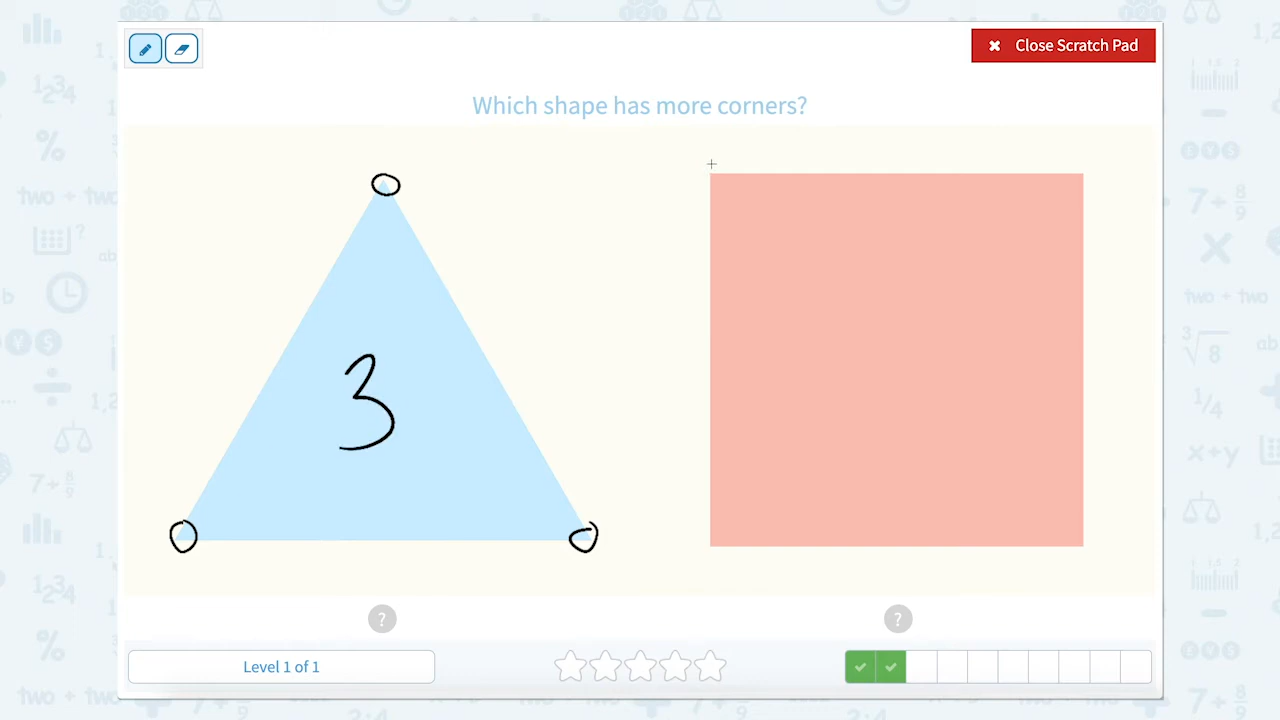 Close Scratch Pad
Which shape has more corners?
3
? ?
Level 1 of 1